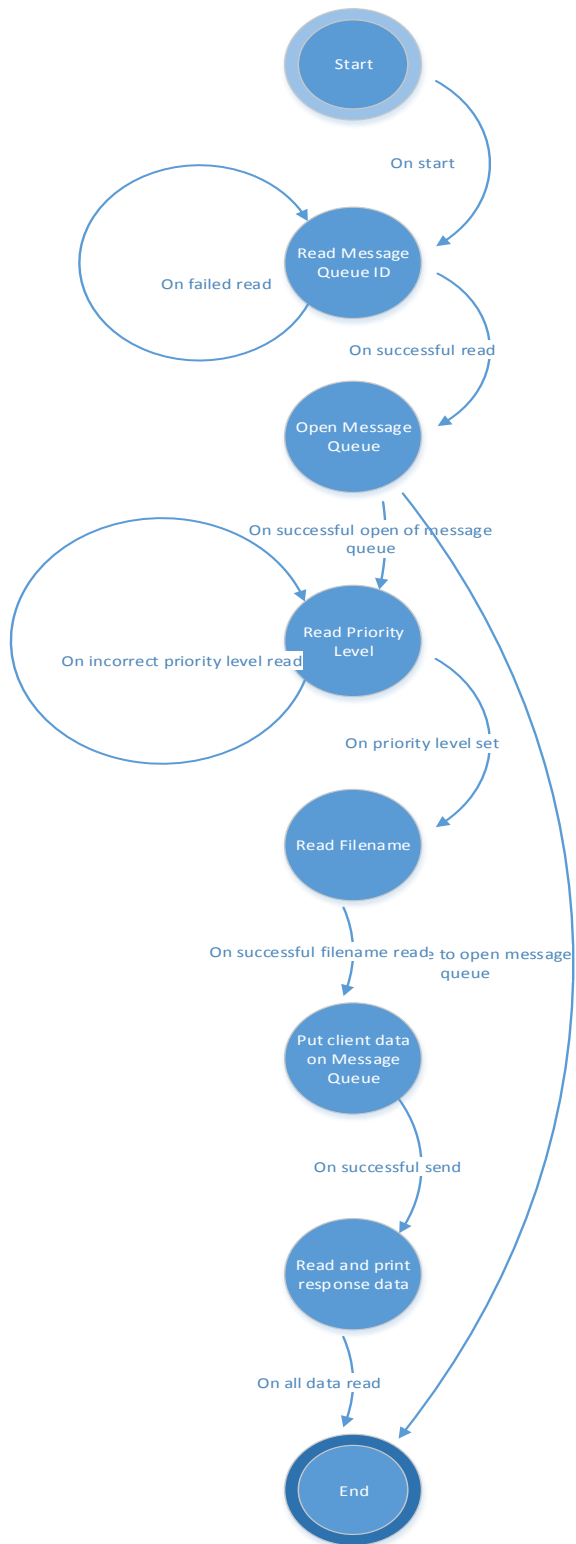 Start
On start
Read Message
Queue ID
On failed read
On successful read
Open Message
Queue
On successful open of message
queue
Read Priority
Level
On incorrect priority level read
On priority level set
Read Filename
On successful filename read
to open message
queue
Put client data
on Message
Queue
On successful send
Read and print
response data
On all data read
End